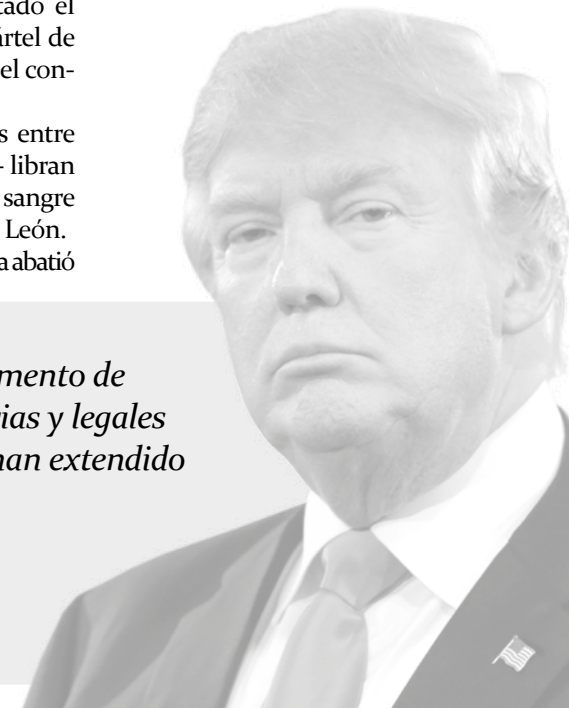 tado el
ártel de
el con-
s entre
- libran
sangre
León.
a abatió
mento de
ias y legales
han extendido